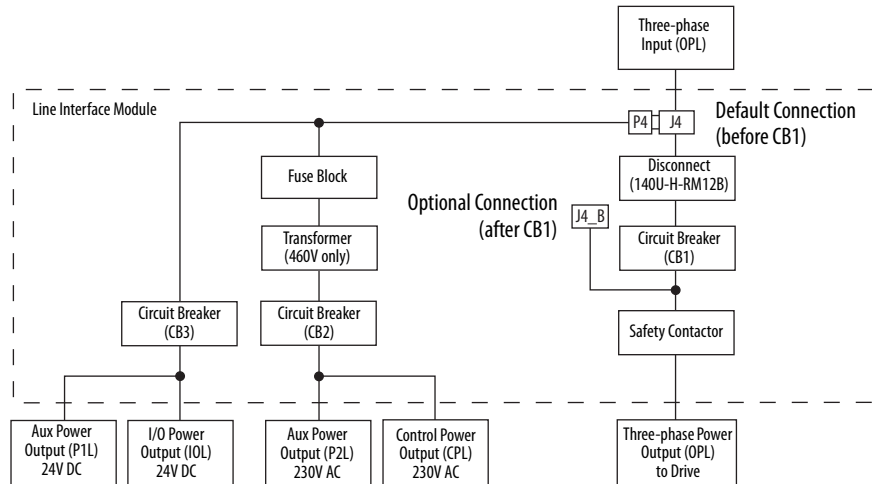 Three-phase
Input (OPL)
Line Interface Module
P4
J4
Default Connection
(before CB1)
Fuse Block
Disconnect
(140U-H-RM12B)
Optional Connection
(after CB1)
J4_B
Transformer
(460V only)
Circuit Breaker
(CB1)
Circuit Breaker
(CB3)
Circuit Breaker
(CB2)
Safety Contactor
Aux Power
Output (P1L)
24V DC
I/O Power
Output (IOL)
24V DC
Aux Power
Output (P2L)
230V AC
Control Power
Output (CPL)
230V AC
Three-phase Power
Output (OPL)
to Drive